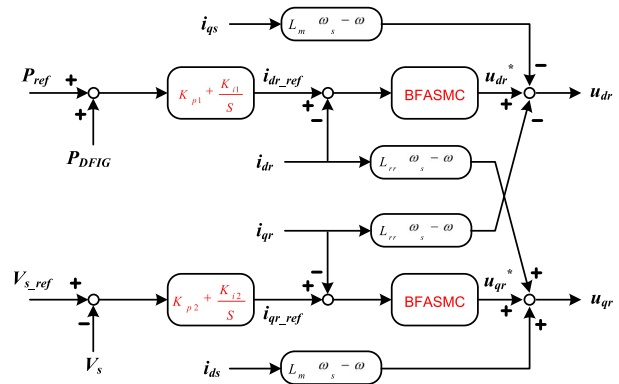 i_qs
L_m ω_s − ω
−
P_ref
+
+
P_DFIG
K_p1 + K_i1/S
i_dr_ref
+
−
BFASMC
u_dr*
+
−
u_dr
i_dr
L_rr ω_s − ω
i_qr
L_rr ω_s − ω
V_s_ref
+
−
V_s
K_p2 + K_i2/S
i_qr_ref
−
+
BFASMC
u_qr*
+
+
+
u_qr
i_ds
L_m ω_s − ω